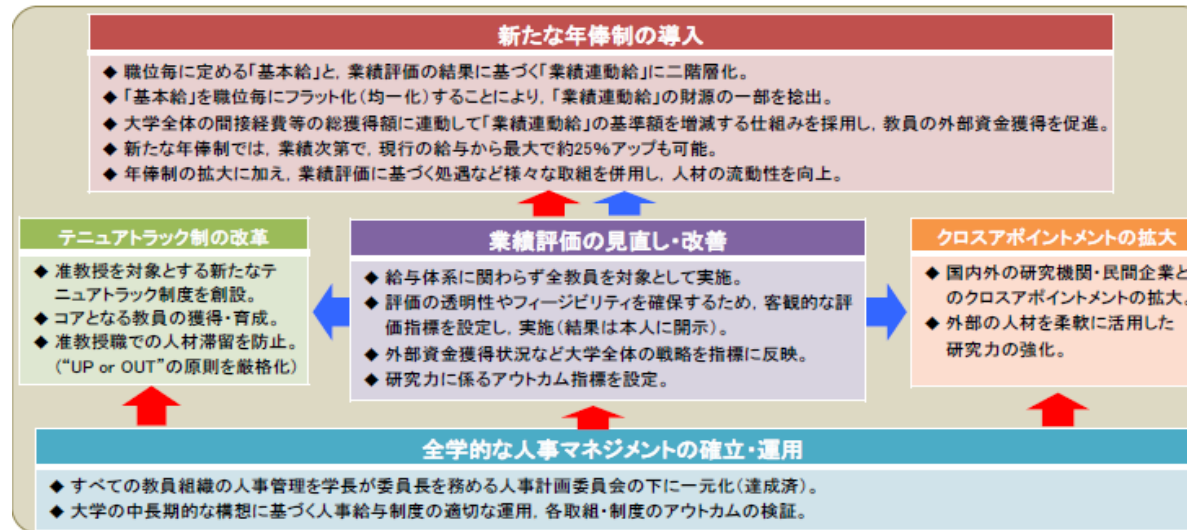 新たな年俸制の導入
◆ 職位毎に定める「基本給」と，業績評価の結果に基づく「業績連動給」に二階層化。
◆「基本給」を職位毎にフラット化（均一化）することにより，「業績連動給」の財源の一部を捻出。
◆ 大学全体の間接経費等の総獲得額に連動して「業績連動給」の基準額を増減する仕組みを採用し，教員の外部資金獲得を促進。
◆ 新たな年俸制では，業績次第で，現行の給与から最大で約25％アップも可能。
◆ 年俸制の拡大に加え，業績評価に基づく処遇など様々な取組を併用し，人材の流動性を向上。
テニュアトラック制の改革
◆ 准教授を対象とする新たなテ
ニュアトラック制度を創設。
◆ コアとなる教員の獲得・育成。
◆ 准教授職での人材滞留を防止。
（“UP or OUT”の原則を厳格化）
業績評価の見直し・改善
◆ 給与体系に関わらず全教員を対象として実施。
◆ 評価の透明性やフィージビリティを確保するため，客観的な評
価指標を設定し，実施（結果は本人に開示）。
◆ 外部資金獲得状況など大学全体の戦略を指標に反映。
◆ 研究力に係るアウトカム指標を設定。
クロスアポイントメントの拡大
◆ 国内外の研究機関・民間企業と
のクロスアポイントメントの拡大。
◆ 外部の人材を柔軟に活用した
研究力の強化。
全学的な人事マネジメントの確立・運用
◆ すべての教員組織の人事管理を学長が委員長を務める人事計画委員会の下に一元化（達成済）。
◆ 大学の中長期的な構想に基づく人事給与制度の適切な運用，各取組・制度のアウトカムの検証。